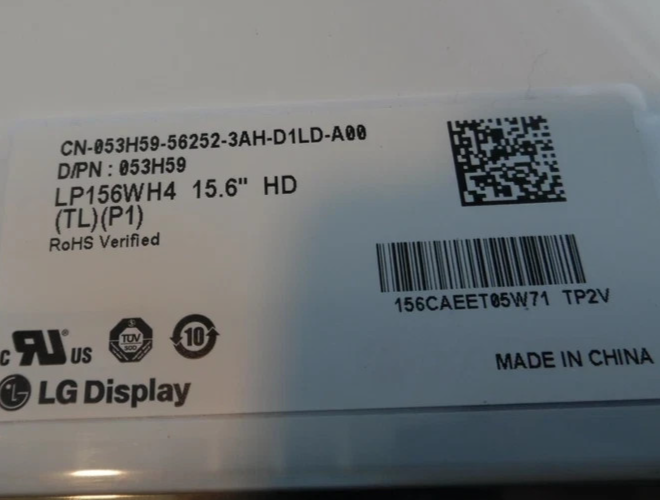 CN-053H59-56252-3AH-D1LD-A00
D/PN : 053H59
LP156WH4 15.6" HD
(TL)(P1)
RoHS Verified
156CAEET05W71 TP2V
c RU ® US
TÜV
10
MADE IN CHINA
LG Display